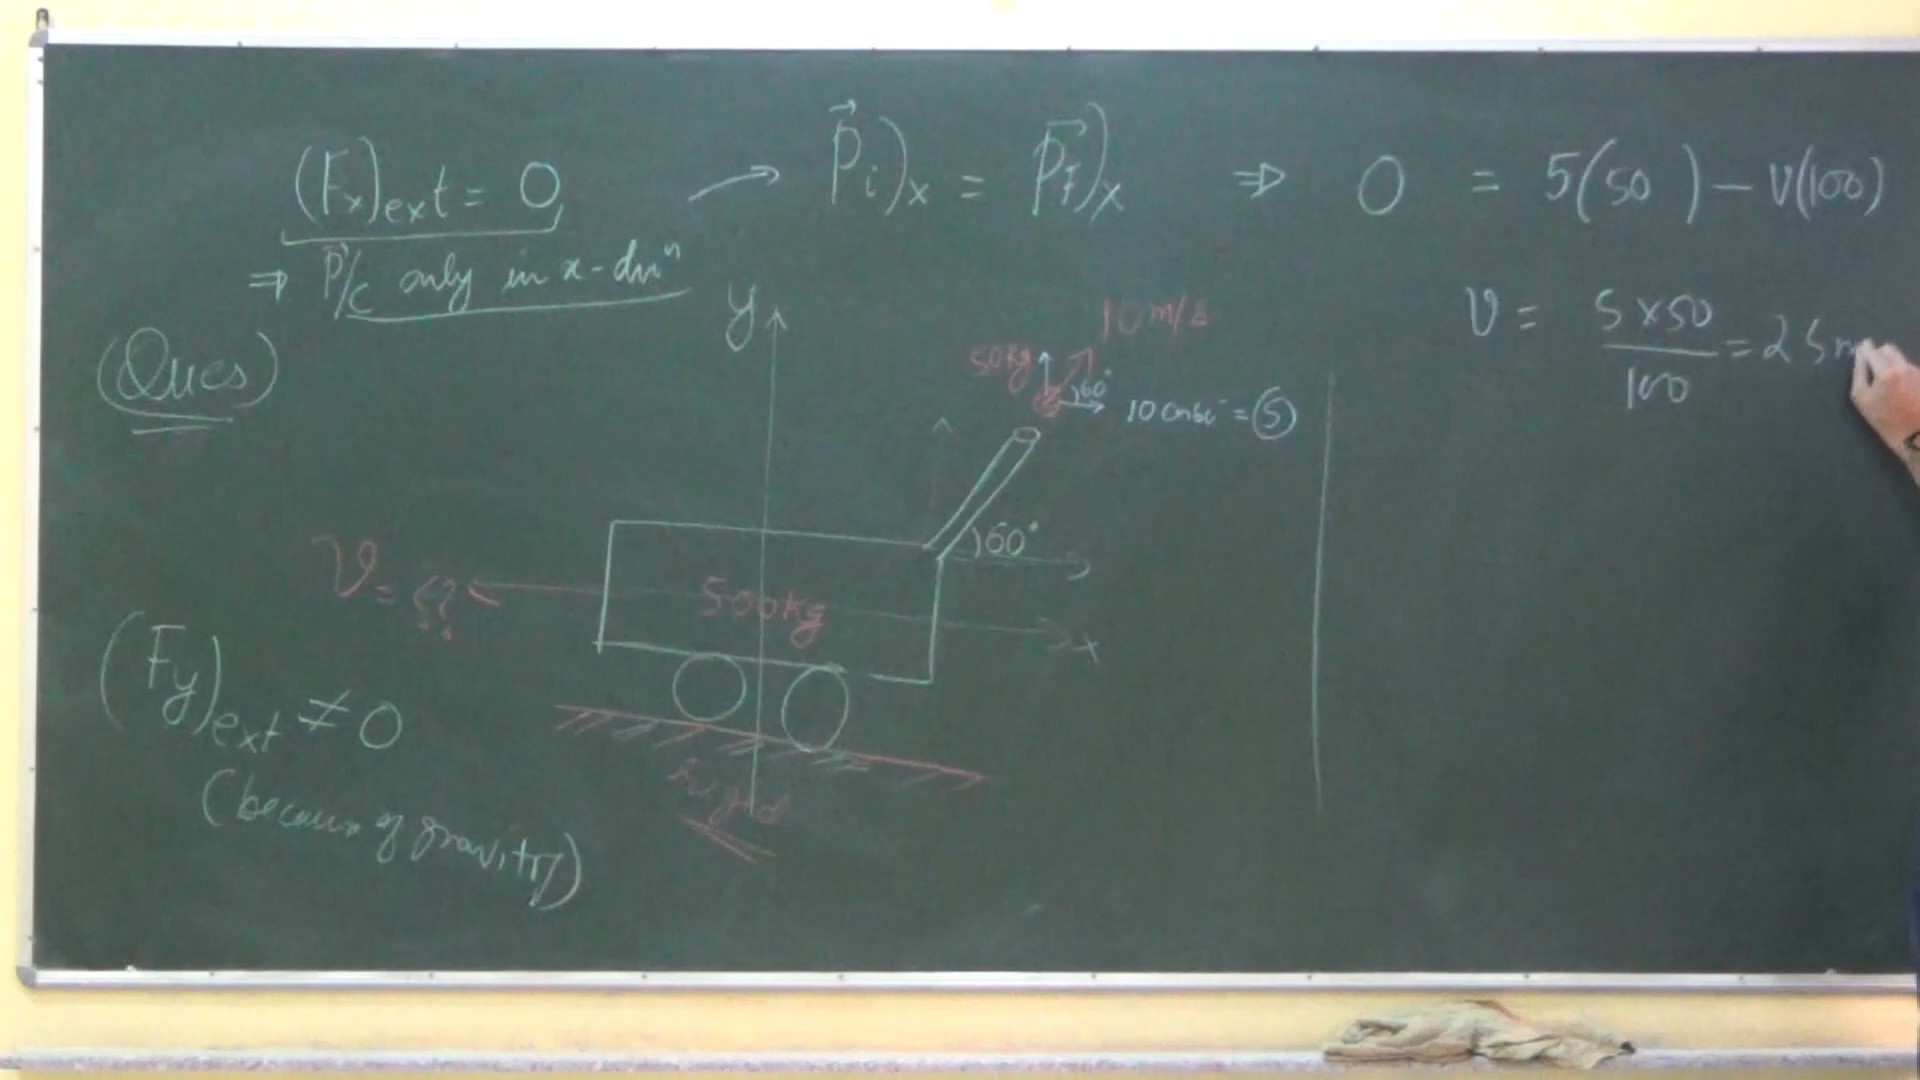 (Fx)ext = 0 → P⃗i)x = P⃗f)x ⇒ 0 = 5(50) – v(100)
⇒ P⃗/c only in x-dirⁿ
(Ques)
y
10 m/s
50kg
60°
10 cos60° = 5
v = 5 x 50 / 100 = 2 5 m
60°
v = ??
500Kg
x
(Fy)ext ≠ 0
(because of gravity)
Rigid